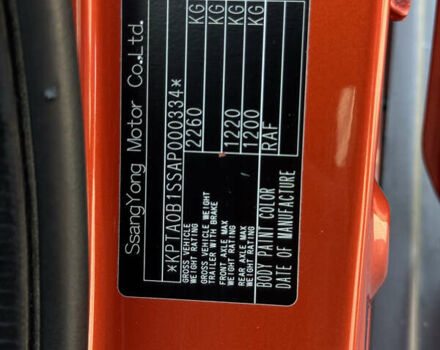 SsangYong Motor Co.,Ltd.
*KPTA0B1SSAP000334*
GROSS VEHICLE
WEIGHT RATING 2260 KG
GROSS VEHICLE WEIGHT
TRAILER WITH BRAKE
FRONT AXLE MAX
WEIGHT RATING 1220 KG
REAR AXLE MAX
WEIGHT RATING 1200 KG
BODY PAINT COLOR RAF
DATE OF MANUFACTURE